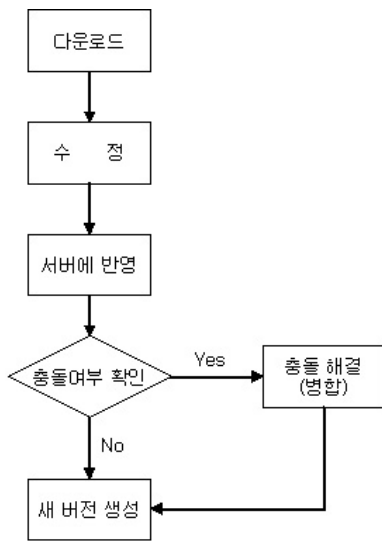 다운로드
수 정
서버에 반영
충돌여부 확인
Yes
충돌 해결
(병합)
No
새 버전 생성